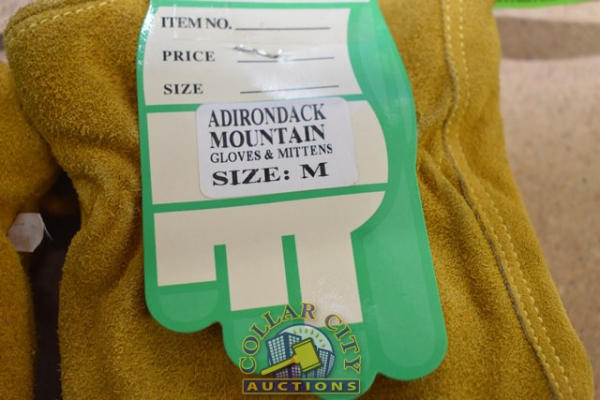 ITEM NO.
PRICE
SIZE
ADIRONDACK
MOUNTAIN
GLOVES & MITTENS
SIZE: M
COLLAR CITY
AUCTIONS